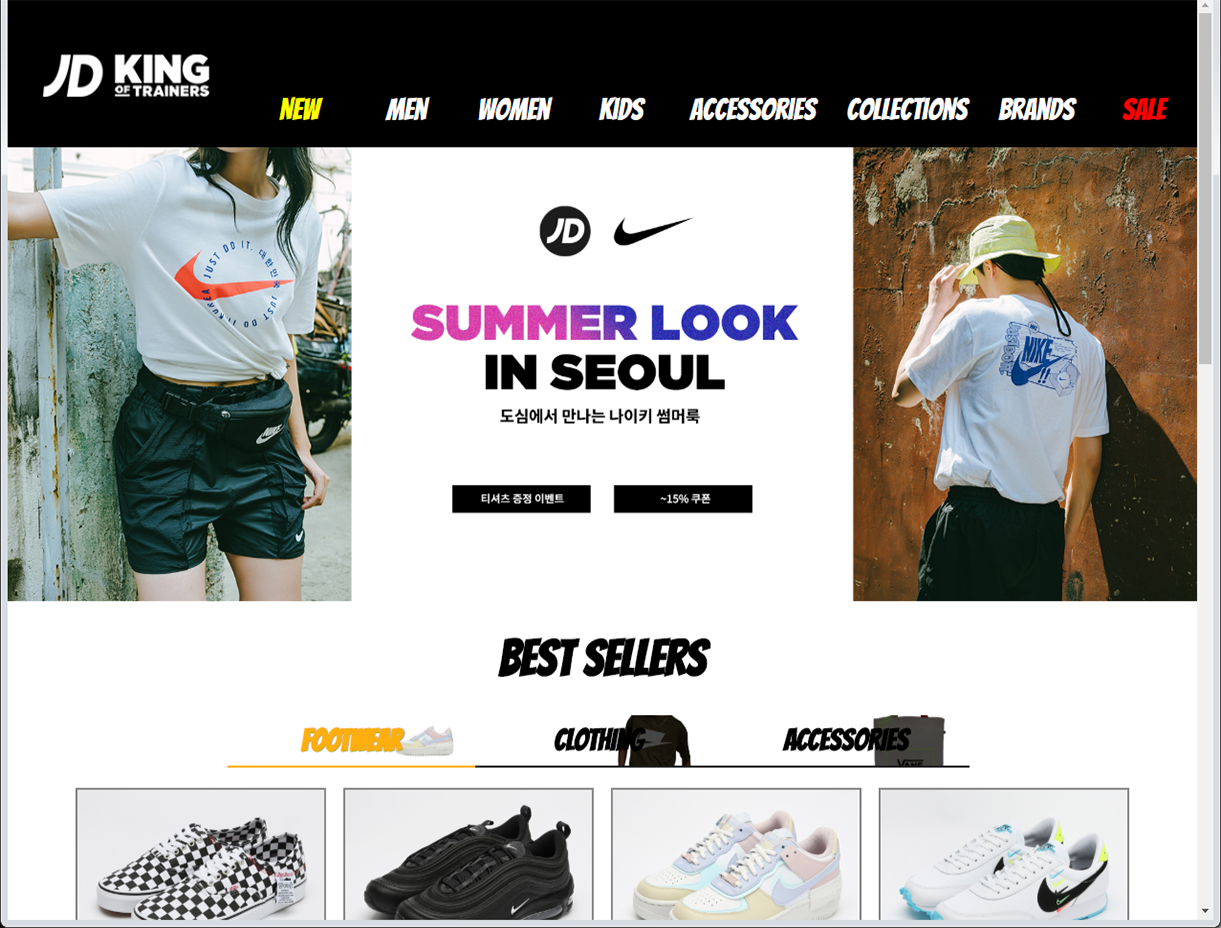 JD KING
OF TRAINERS
NEW MEN WOMEN KIDS ACCESSORIES COLLECTIONS BRANDS SALE
JUST DO IT. 대한민국 JUST DO IT KOREA
JD
NIKE
!!
SUMMER LOOK
IN SEOUL
도심에서 만나는 나이키 썸머룩
티셔츠 증정 이벤트 ~15% 쿠폰
BEST SELLERS
FOOTWEAR CLOTHING ACCESSORIES
VANS